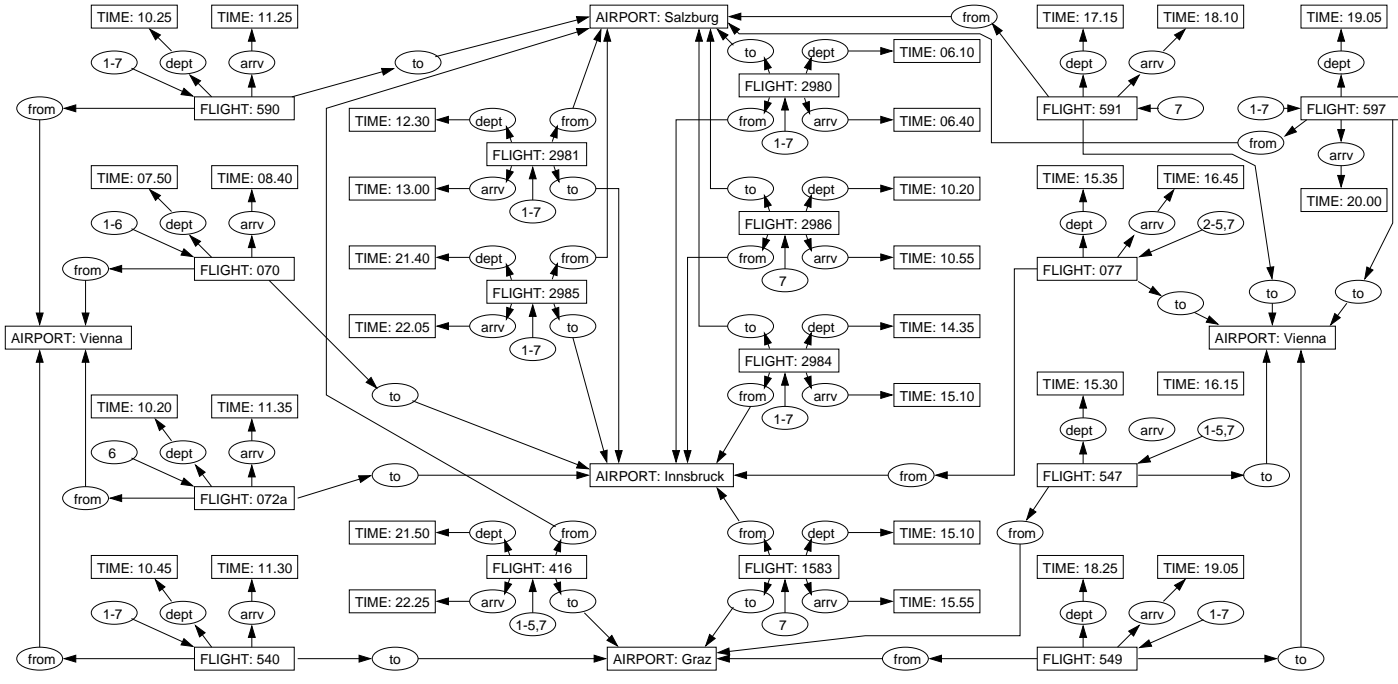 TIME: 10.25 TIME: 11.25 AIRPORT: Salzburg from TIME: 17.15 TIME: 18.10 TIME: 19.05
1-7 dept arrv to to dept TIME: 06.10 dept arrv dept
from FLIGHT: 590 FLIGHT: 2980 FLIGHT: 591 7 1-7 FLIGHT: 597
TIME: 12.30 dept from from arrv TIME: 06.40
FLIGHT: 2981 1-7 from arrv
TIME: 07.50 TIME: 08.40 TIME: 13.00 arrv to to dept TIME: 10.20 TIME: 15.35 TIME: 16.45
1-7 TIME: 20.00
1-6 dept arrv FLIGHT: 2986 dept arrv 2-5,7
from FLIGHT: 070 TIME: 21.40 dept from from arrv TIME: 10.55 FLIGHT: 077
FLIGHT: 2985 7 to to to
TIME: 22.05 arrv to to dept TIME: 14.35
AIRPORT: Vienna 1-7 AIRPORT: Vienna
FLIGHT: 2984
to from arrv TIME: 15.10 TIME: 15.30 TIME: 16.15
TIME: 10.20 TIME: 11.35 1-7
6 dept arrv dept arrv 1-5,7
to AIRPORT: Innsbruck from FLIGHT: 547 to
from FLIGHT: 072a
TIME: 21.50 dept from from dept TIME: 15.10 from
TIME: 10.45 TIME: 11.30 FLIGHT: 416 FLIGHT: 1583 TIME: 18.25 TIME: 19.05
TIME: 22.25 arrv to to arrv TIME: 15.55
1-7 dept arrv 1-5,7 7 dept arrv 1-7
from FLIGHT: 540 to AIRPORT: Graz from FLIGHT: 549 to